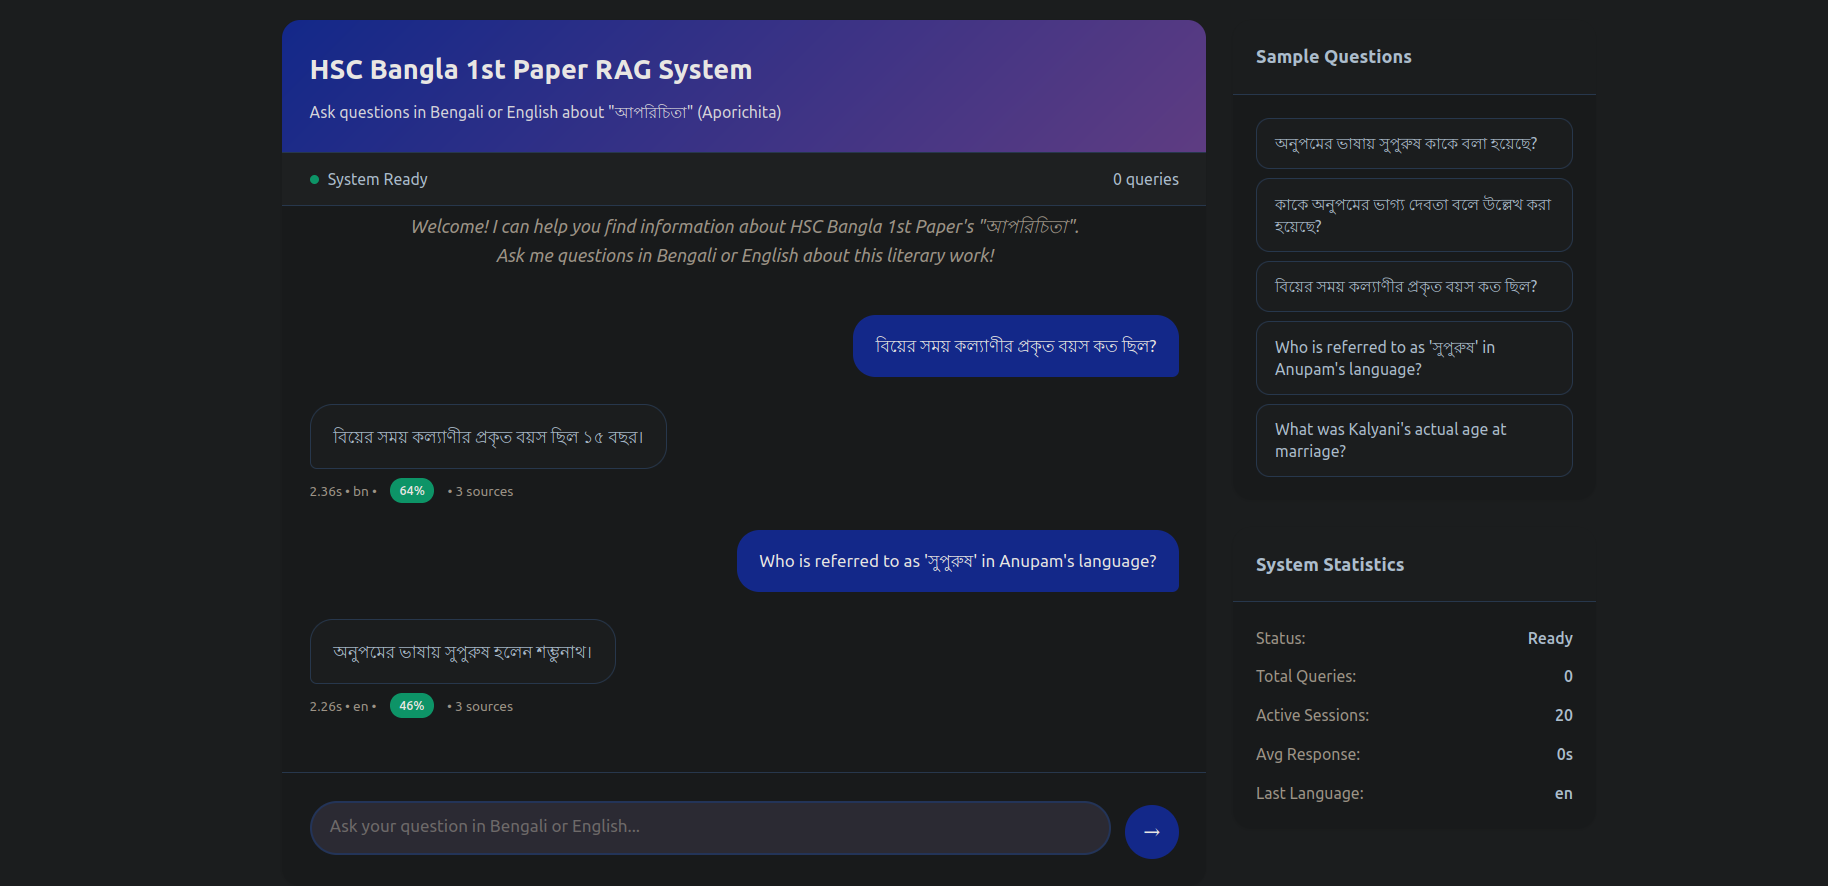 HSC Bangla 1st Paper RAG System
Ask questions in Bengali or English about "আপরিচিতা" (Aporichita)
System Ready
0 queries
Welcome! I can help you find information about HSC Bangla 1st Paper's "আপরিচিতা".
Ask me questions in Bengali or English about this literary work!
বিয়ের সময় কল্যাণীর প্রকৃত বয়স কত ছিল?
বিয়ের সময় কল্যাণীর প্রকৃত বয়স ছিল ১৫ বছর।
2.36s • bn • 64% • 3 sources
Who is referred to as 'সুপুরুষ' in Anupam's language?
অনুপমের ভাষায় সুপুরুষ হলেন শম্ভুনাথ।
2.26s • en • 46% • 3 sources
Ask your question in Bengali or English...
→
Sample Questions
অনুপমের ভাষায় সুপুরুষ কাকে বলা হয়েছে?
কাকে অনুপমের ভাগ্য দেবতা বলে উল্লেখ করা
হয়েছে?
বিয়ের সময় কল্যাণীর প্রকৃত বয়স কত ছিল?
Who is referred to as 'সুপুরুষ' in
Anupam's language?
What was Kalyani's actual age at
marriage?
System Statistics
Status: Ready
Total Queries: 0
Active Sessions: 20
Avg Response: 0s
Last Language: en